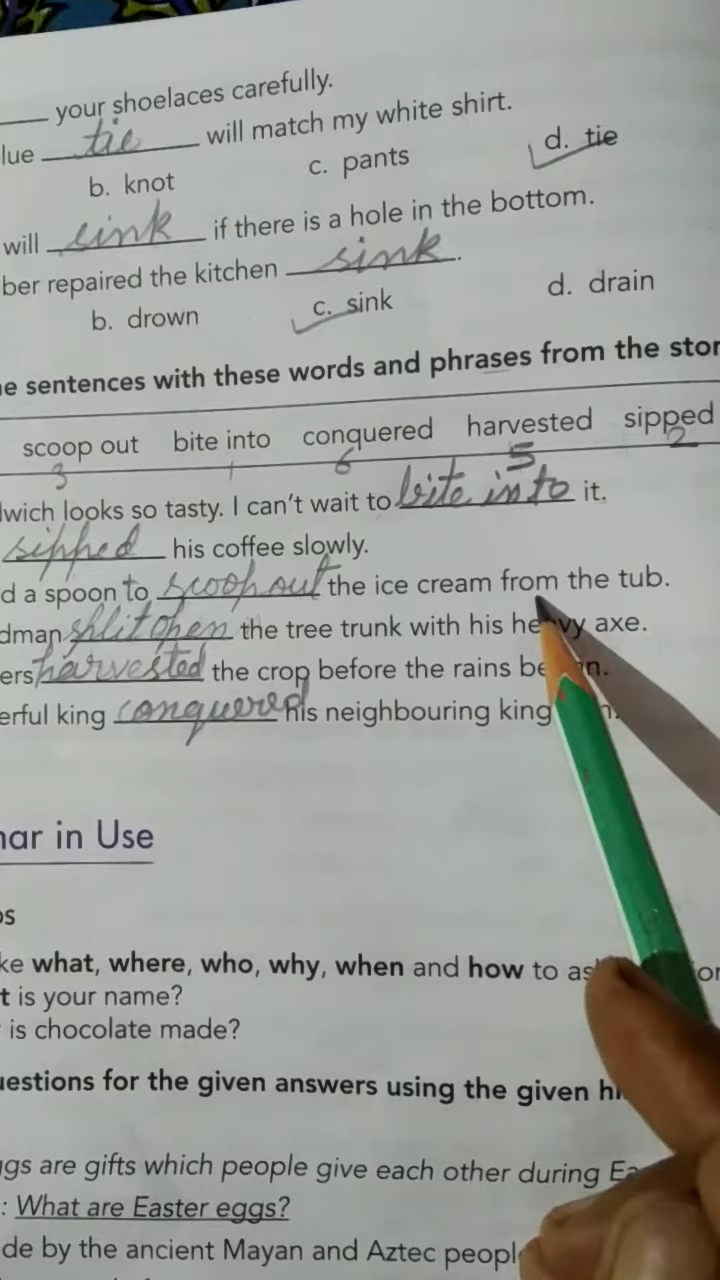 ____ your shoelaces carefully.
lue tie will match my white shirt.
b. knot c. pants d. tie
will sink if there is a hole in the bottom.
ber repaired the kitchen sink.
b. drown c. sink d. drain
e sentences with these words and phrases from the stor
scoop out bite into conquered harvested sipped
3 1 6 5 2
wich looks so tasty. I can't wait to bite into it.
sipped his coffee slowly.
d a spoon to scoop out the ice cream from the tub.
dman split open the tree trunk with his heavy axe.
ers harvested the crop before the rains be n.
erful king conquered his neighbouring king
ar in Use
os
ke what, where, who, why, when and how to as
t is your name?
is chocolate made?
uestions for the given answers using the given hi
ggs are gifts which people give each other during Ea
: What are Easter eggs?
de by the ancient Mayan and Aztec peopl